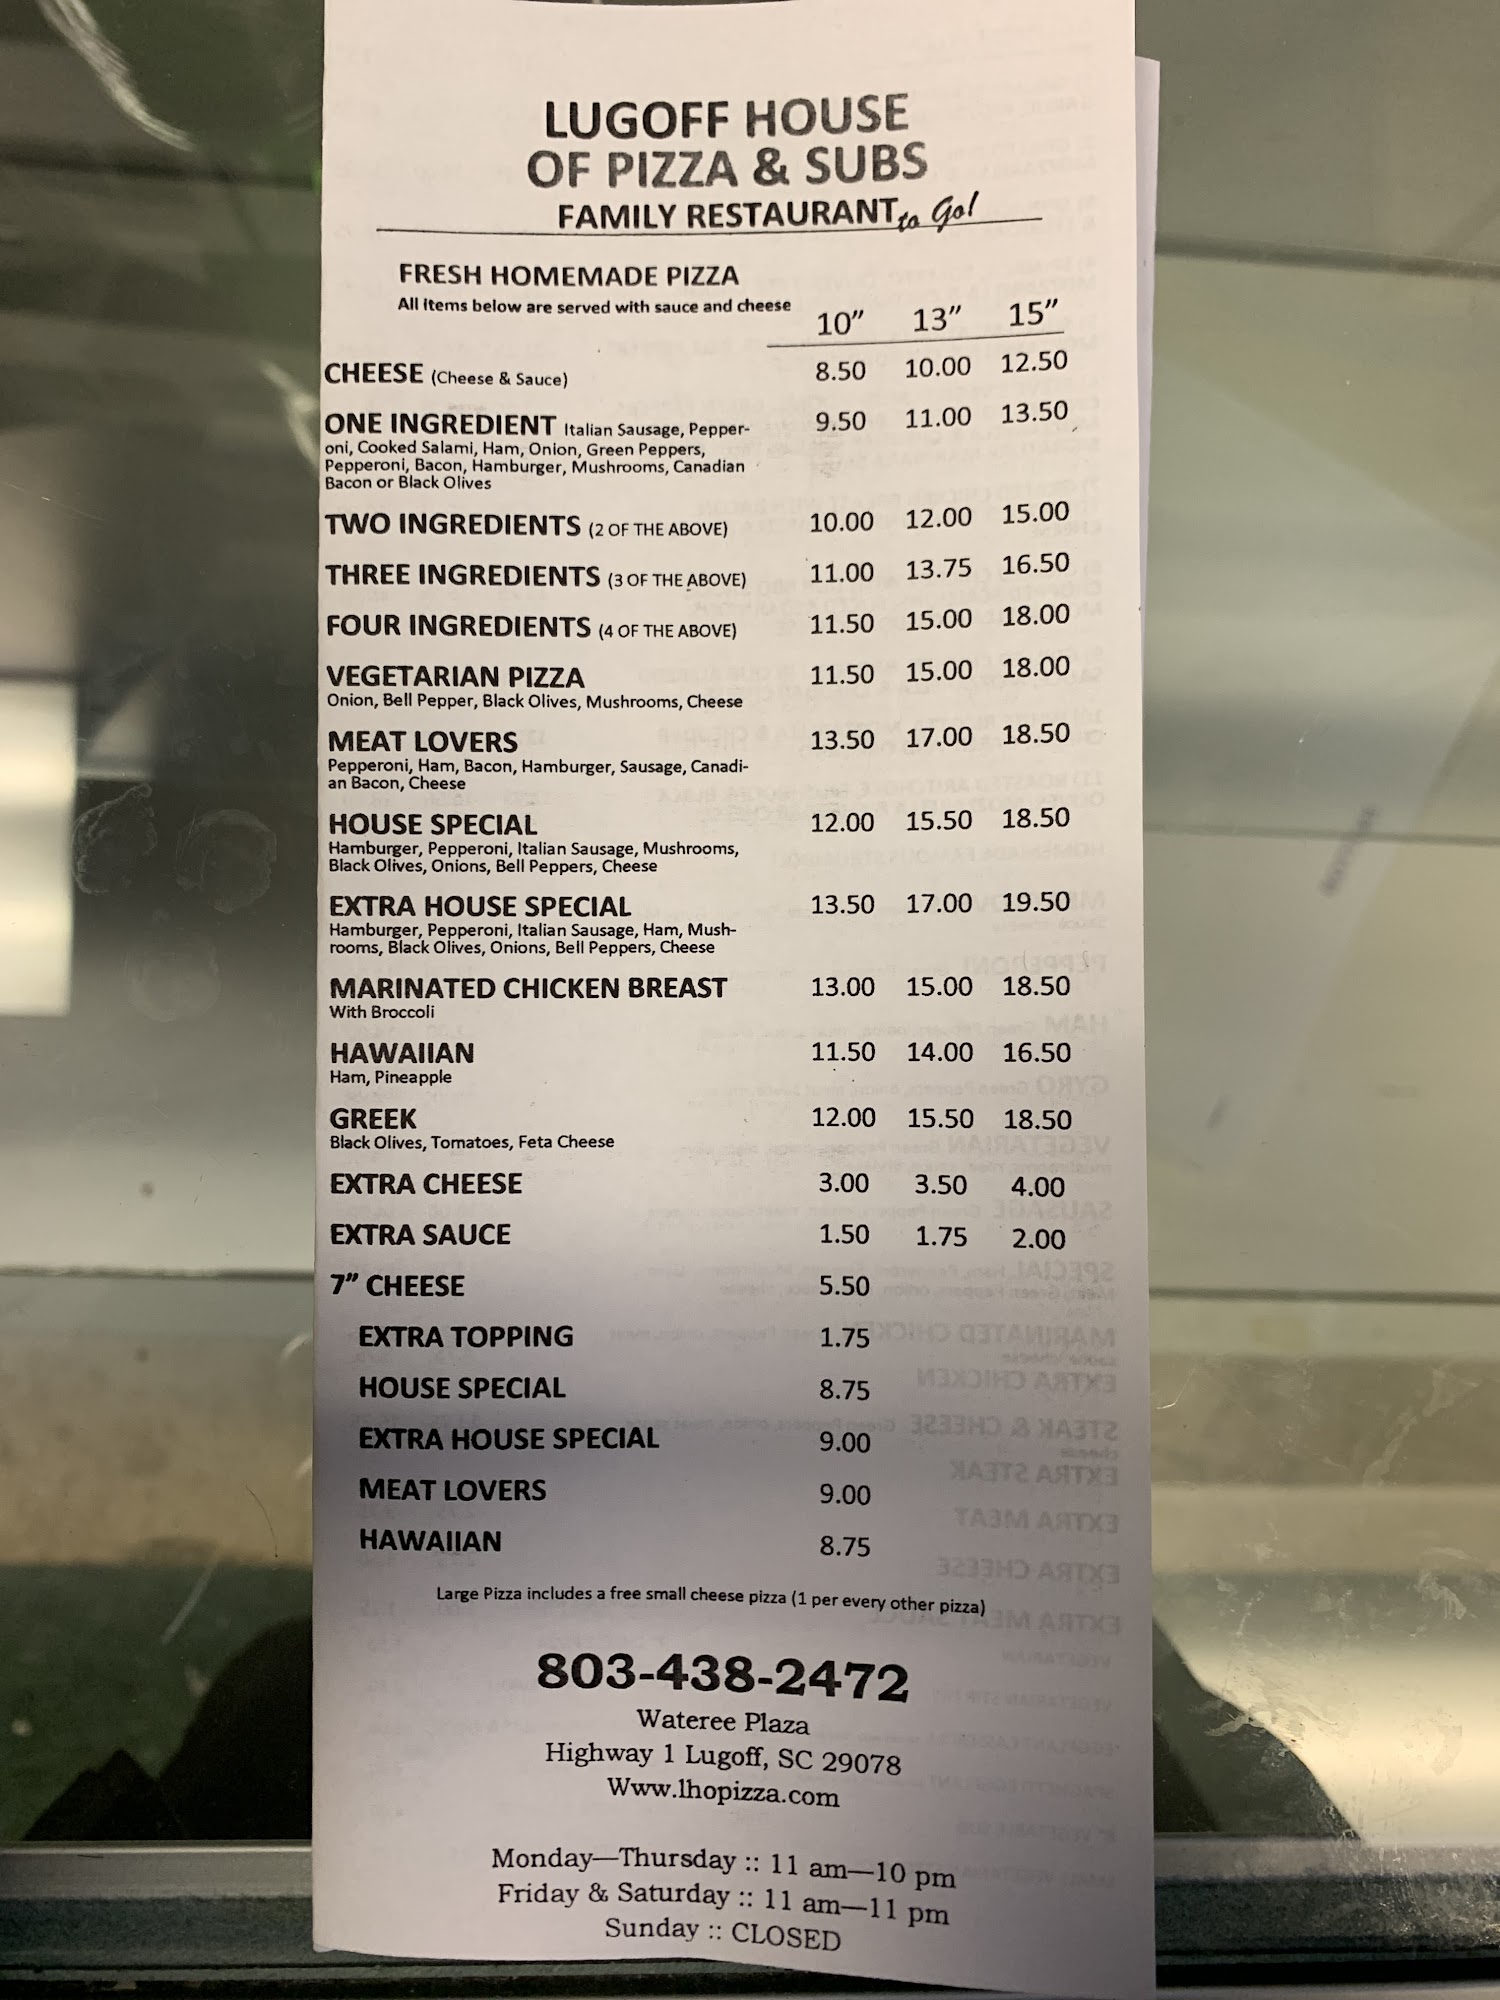 LUGOFF HOUSE
OF PIZZA & SUBS
FAMILY RESTAURANT to Go!
FRESH HOMEMADE PIZZA
All items below are served with sauce and cheese
10" 13" 15"
CHEESE (Cheese & Sauce) 8.50 10.00 12.50
ONE INGREDIENT Italian Sausage, Pepper- 9.50 11.00 13.50
oni, Cooked Salami, Ham, Onion, Green Peppers,
Pepperoni, Bacon, Hamburger, Mushrooms, Canadian
Bacon or Black Olives
TWO INGREDIENTS (2 OF THE ABOVE) 10.00 12.00 15.00
THREE INGREDIENTS (3 OF THE ABOVE) 11.00 13.75 16.50
FOUR INGREDIENTS (4 OF THE ABOVE) 11.50 15.00 18.00
VEGETARIAN PIZZA 11.50 15.00 18.00
Onion, Bell Pepper, Black Olives, Mushrooms, Cheese
MEAT LOVERS 13.50 17.00 18.50
Pepperoni, Ham, Bacon, Hamburger, Sausage, Canadi-
an Bacon, Cheese
HOUSE SPECIAL 12.00 15.50 18.50
Hamburger, Pepperoni, Italian Sausage, Mushrooms,
Black Olives, Onions, Bell Peppers, Cheese
EXTRA HOUSE SPECIAL 13.50 17.00 19.50
Hamburger, Pepperoni, Italian Sausage, Ham, Mush-
rooms, Black Olives, Onions, Bell Peppers, Cheese
MARINATED CHICKEN BREAST 13.00 15.00 18.50
With Broccoli
HAWAIIAN 11.50 14.00 16.50
Ham, Pineapple
GREEK 12.00 15.50 18.50
Black Olives, Tomatoes, Feta Cheese
EXTRA CHEESE 3.00 3.50 4.00
EXTRA SAUCE 1.50 1.75 2.00
7" CHEESE 5.50
EXTRA TOPPING 1.75
HOUSE SPECIAL 8.75
EXTRA HOUSE SPECIAL 9.00
MEAT LOVERS 9.00
HAWAIIAN 8.75
Large Pizza includes a free small cheese pizza (1 per every other pizza)
803-438-2472
Wateree Plaza
Highway 1 Lugoff, SC 29078
Www.lhopizza.com
Monday—Thursday :: 11 am—10 pm
Friday & Saturday :: 11 am—11 pm
Sunday :: CLOSED